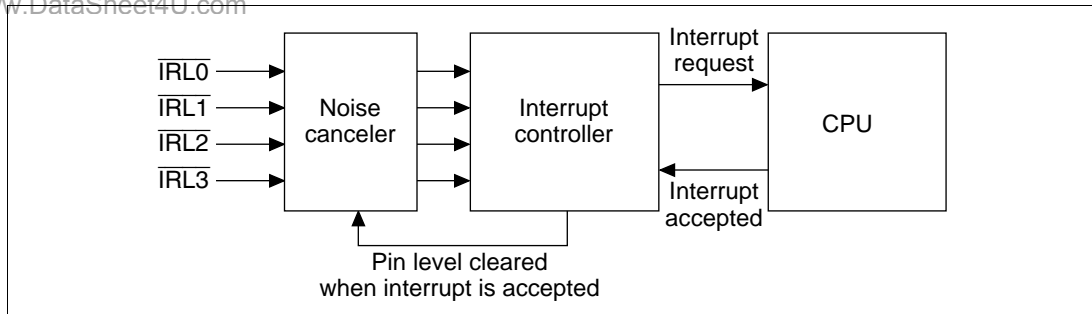 w.DataSheet4U.com
IRL0
IRL1
IRL2
IRL3
Noise
canceler
Interrupt
controller
Interrupt
request
CPU
Interrupt
accepted
Pin level cleared
when interrupt is accepted